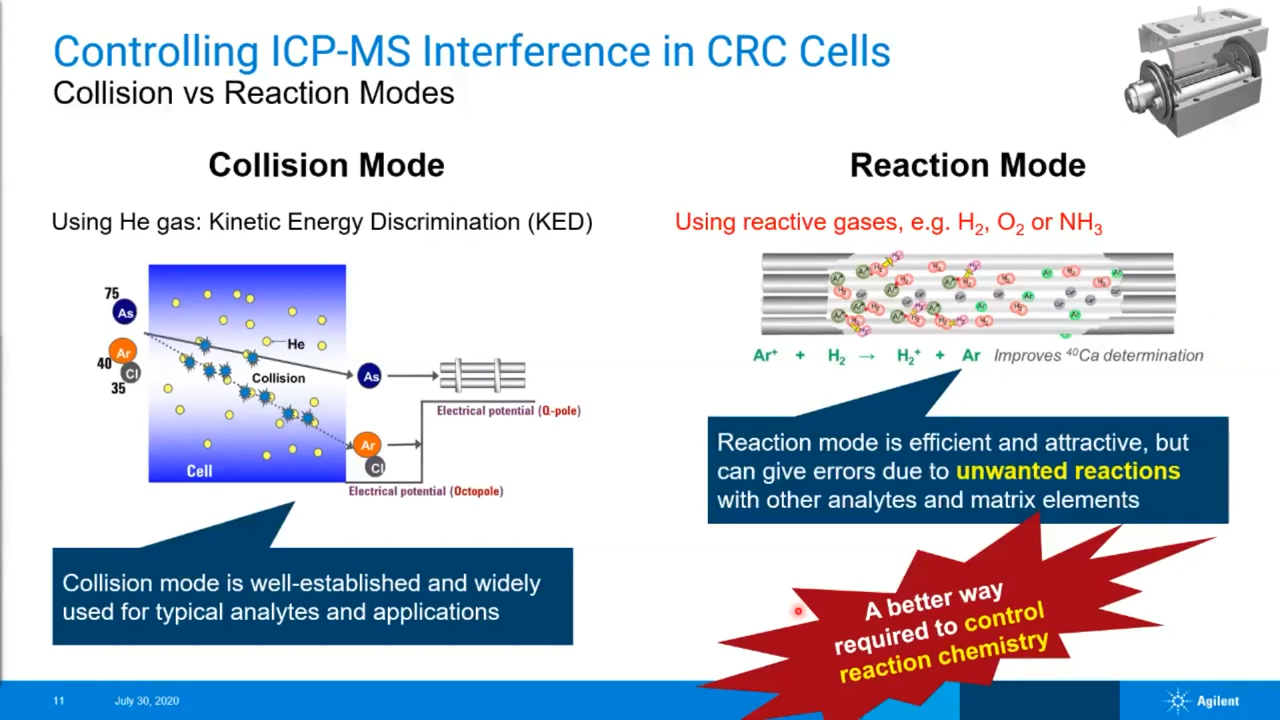 Controlling ICP-MS Interference in CRC Cells
Collision vs Reaction Modes
Collision Mode
Using He gas: Kinetic Energy Discrimination (KED)
75
As
Ar
40
Cl
35
He
Collision
Cell
As
Ar
Cl
Electrical potential (Q-pole)
Electrical potential (Octopole)
Collision mode is well-established and widely
used for typical analytes and applications
Reaction Mode
Using reactive gases, e.g. H₂, O₂ or NH₃
Ar⁺ + H₂ → H₂⁺ + Ar Improves ⁴⁰Ca determination
Reaction mode is efficient and attractive, but
can give errors due to unwanted reactions
with other analytes and matrix elements
A better way
required to control
reaction chemistry
11
July 30, 2020
Agilent